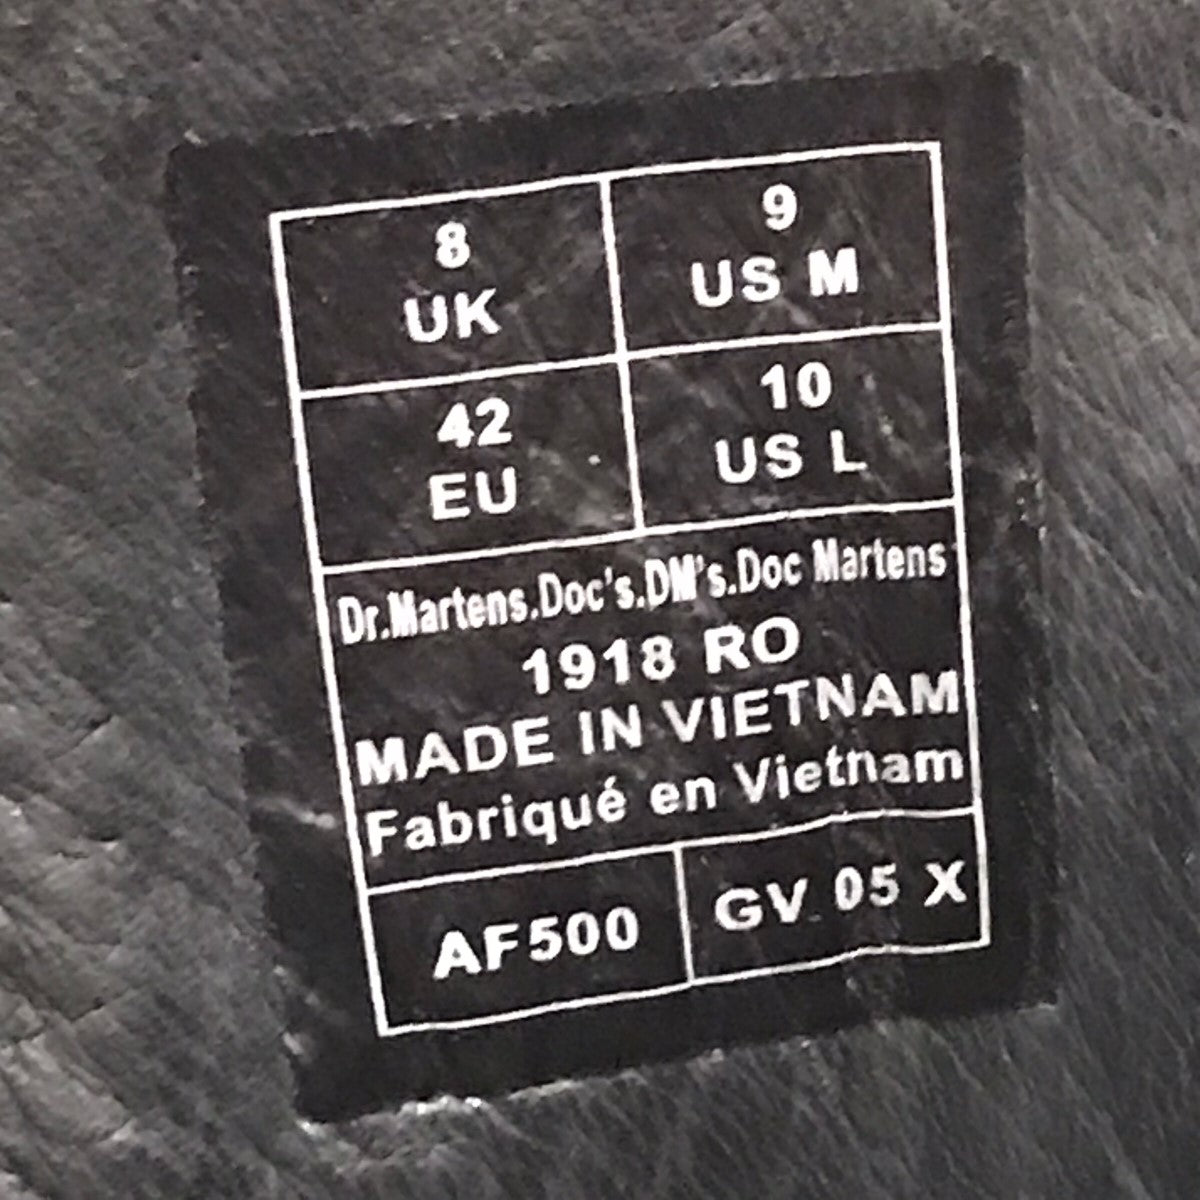 8
UK
9
US M
42
EU
10
US L
Dr.Martens.Doc's.DM's.Doc Martens
1918 RO
MADE IN VIETNAM
Fabriqué en Vietnam
AF500
GV 05 X